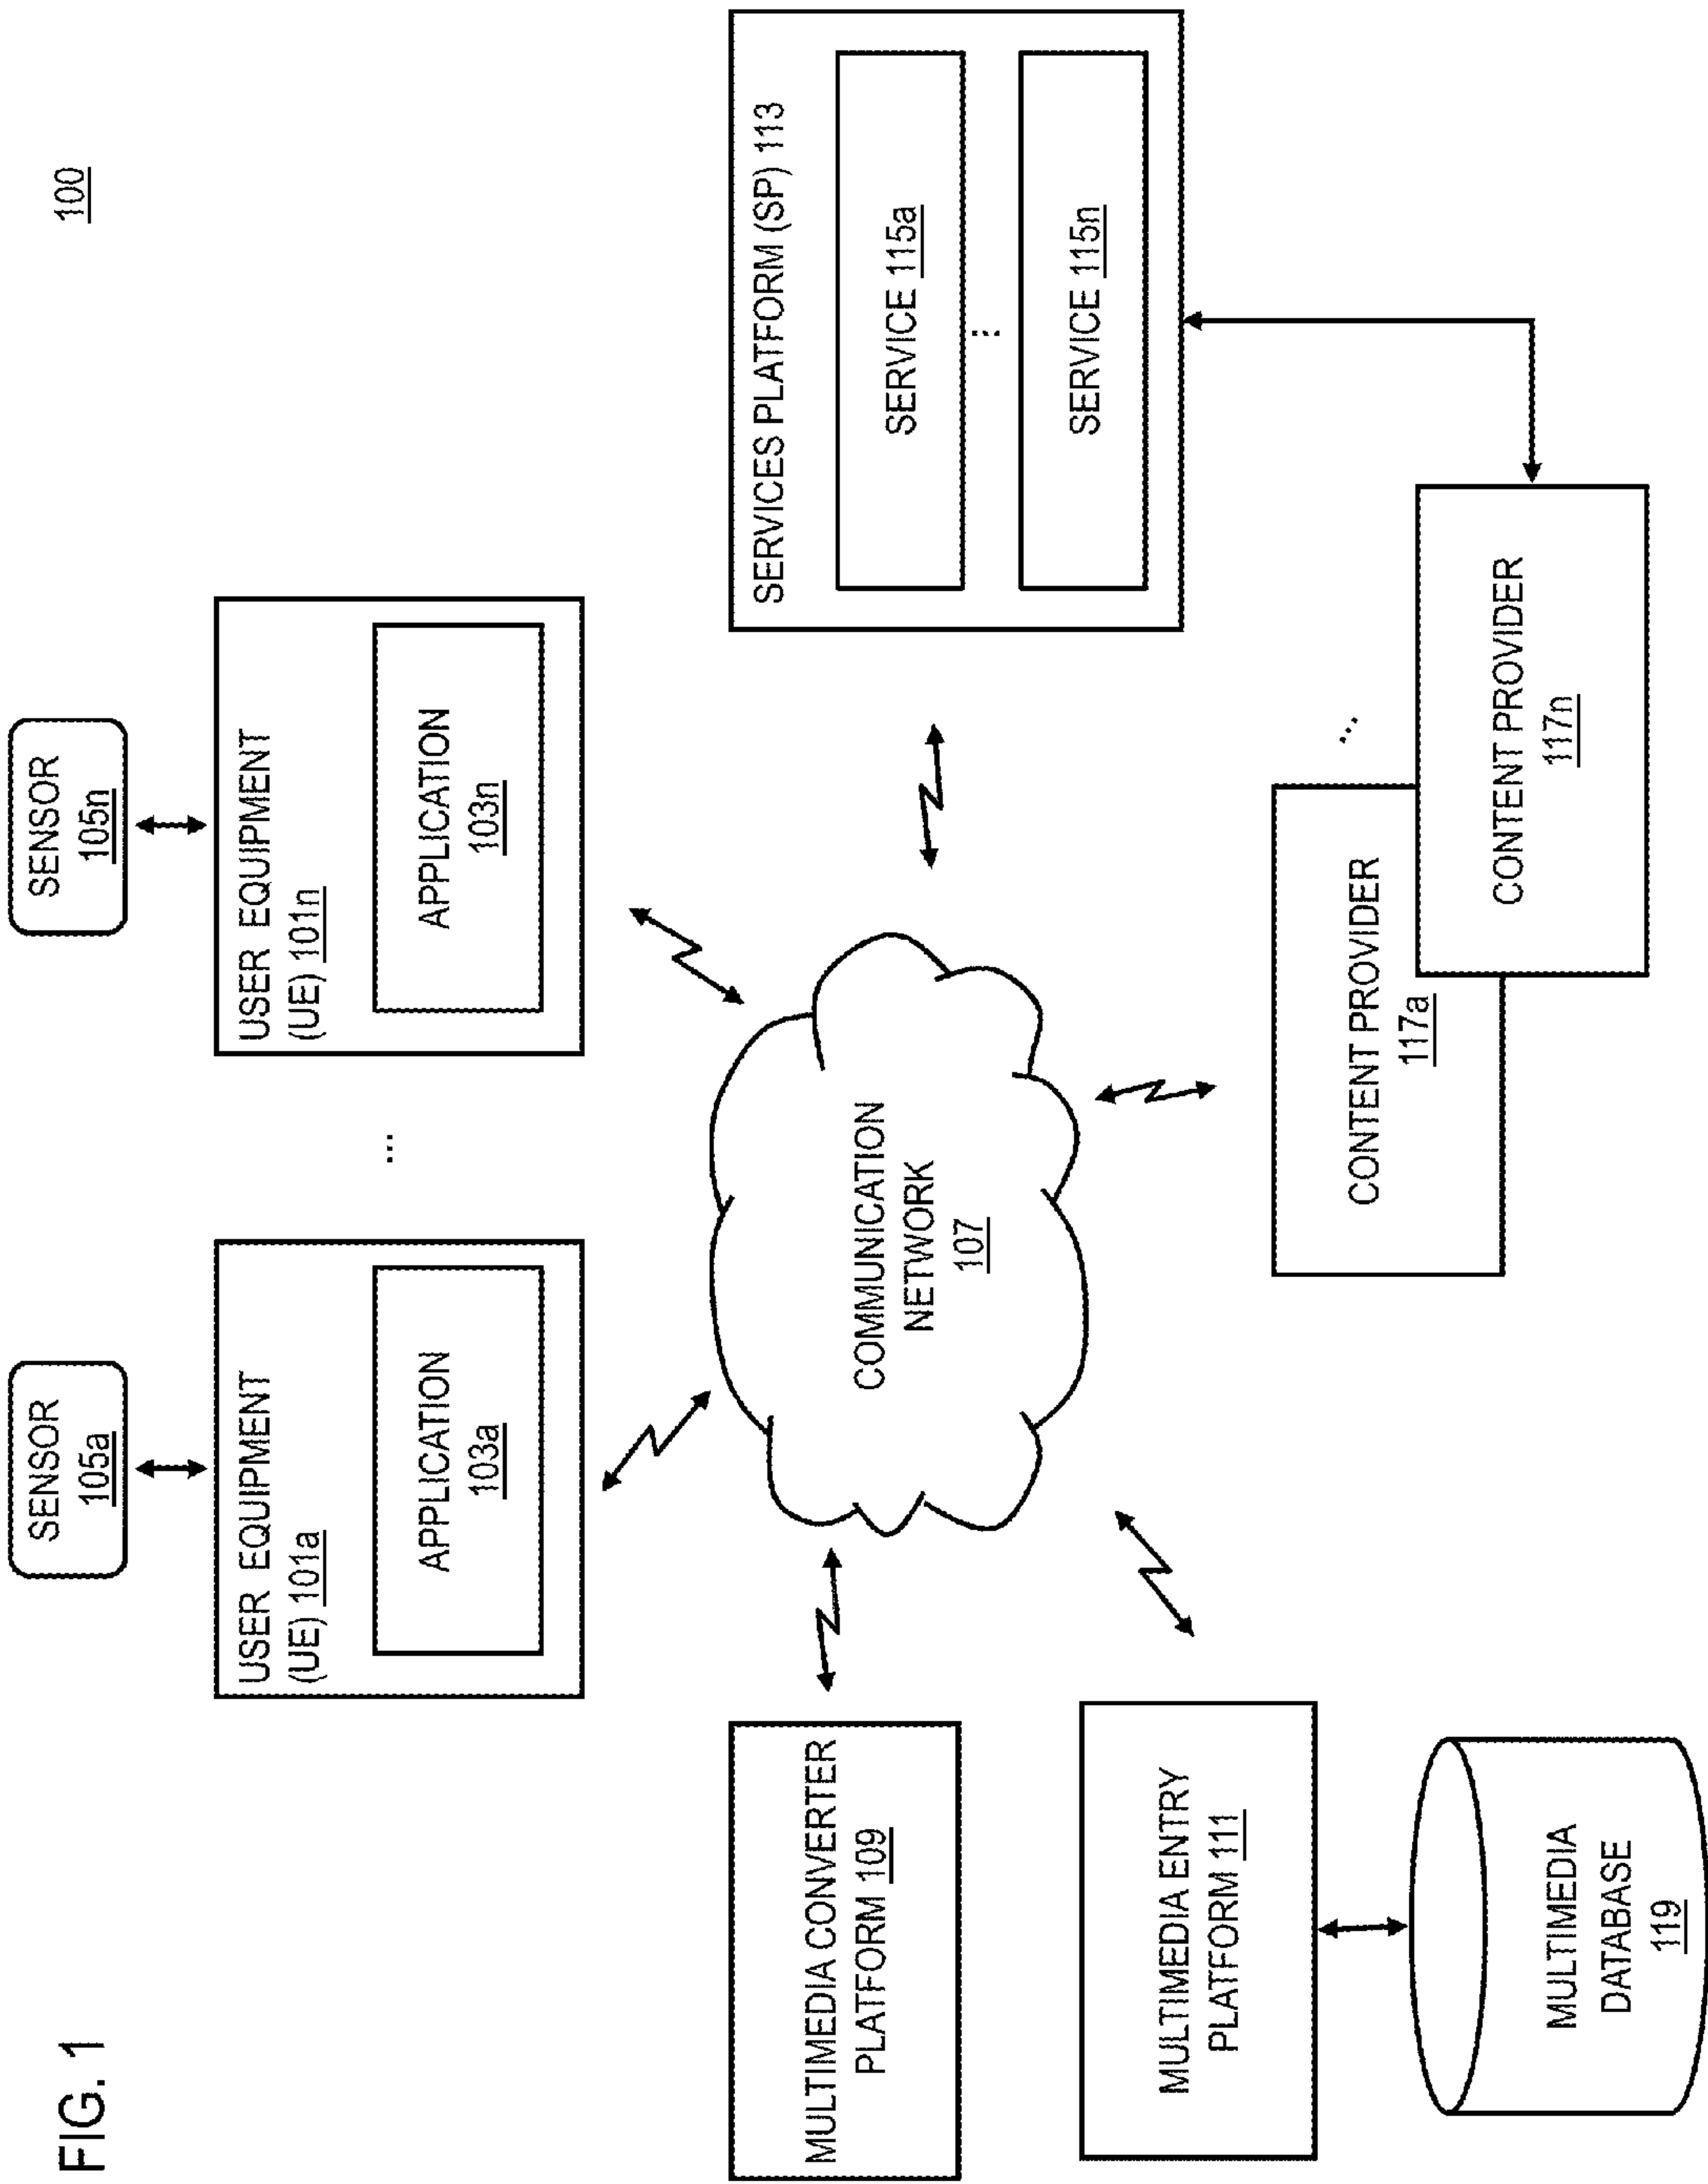 FIG. 1
100
SENSOR
105a
SENSOR
105n
USER EQUIPMENT
(UE) 101a
APPLICATION
103a
...
USER EQUIPMENT
(UE) 101n
APPLICATION
103n
MULTIMEDIA CONVERTER
PLATFORM 109
COMMUNICATION
NETWORK
107
SERVICES PLATFORM (SP) 113
SERVICE 115a
...
SERVICE 115n
MULTIMEDIA ENTRY
PLATFORM 111
MULTIMEDIA
DATABASE
119
CONTENT PROVIDER
117a
...
CONTENT PROVIDER
117n